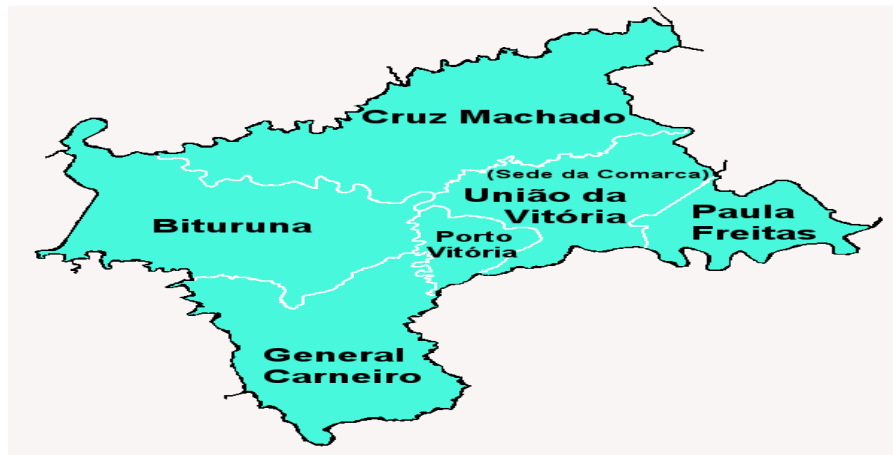 Cruz Machado
(Sede da Comarca)
União da
Vitória
Paula
Freitas
Bituruna
Porto
Vitória
General
Carneiro